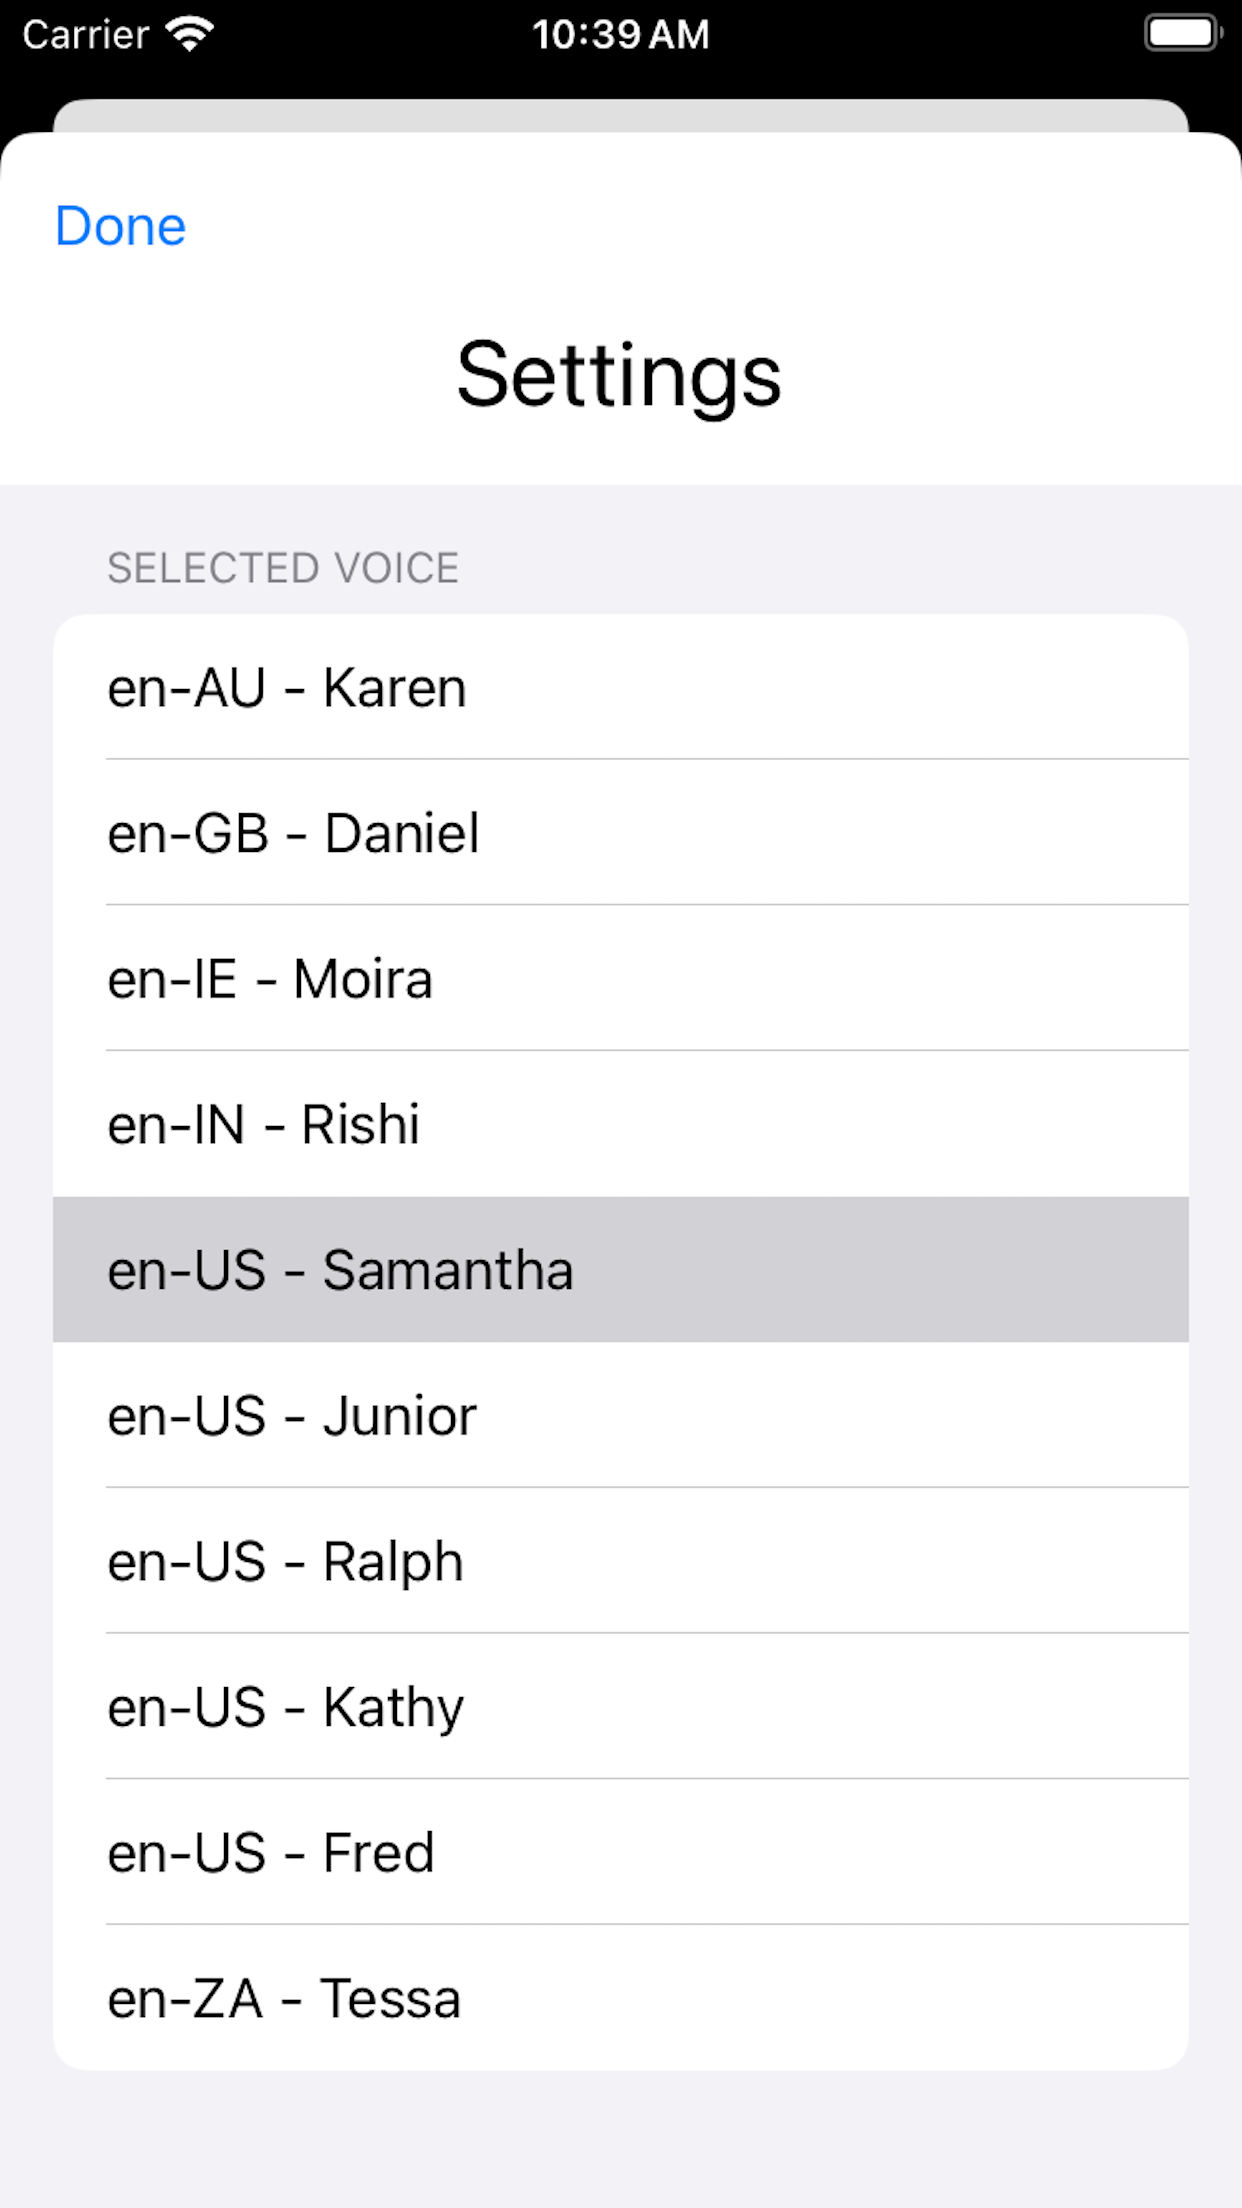 Carrier 10:39 AM
Done
Settings
SELECTED VOICE
en-AU - Karen
en-GB - Daniel
en-IE - Moira
en-IN - Rishi
en-US - Samantha
en-US - Junior
en-US - Ralph
en-US - Kathy
en-US - Fred
en-ZA - Tessa